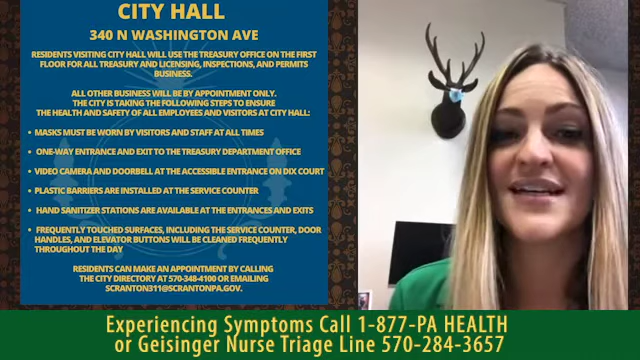 CITY HALL
340 N WASHINGTON AVE
RESIDENTS VISITING CITY HALL WILL USE THE TREASURY OFFICE ON THE FIRST
FLOOR FOR ALL TREASURY AND LICENSING, INSPECTIONS, AND PERMITS
BUSINESS.
ALL OTHER BUSINESS WILL BE BY APPOINTMENT ONLY.
THE CITY IS TAKING THE FOLLOWING STEPS TO ENSURE
THE HEALTH AND SAFETY OF ALL EMPLOYEES AND VISITORS AT CITY HALL:
• MASKS MUST BE WORN BY VISITORS AND STAFF AT ALL TIMES
• ONE-WAY ENTRANCE AND EXIT TO THE TREASURY DEPARTMENT OFFICE
• VIDEO CAMERA AND DOORBELL AT THE ACCESSIBLE ENTRANCE ON DIX COURT
• PLASTIC BARRIERS ARE INSTALLED AT THE SERVICE COUNTER
• HAND SANITIZER STATIONS ARE AVAILABLE AT THE ENTRANCES AND EXITS
• FREQUENTLY TOUCHED SURFACES, INCLUDING THE SERVICE COUNTER, DOOR
HANDLES, AND ELEVATOR BUTTONS WILL BE CLEANED FREQUENTLY
THROUGHOUT THE DAY
RESIDENTS CAN MAKE AN APPOINTMENT BY CALLING
THE CITY DIRECTORY AT 570-348-4100 OR EMAILING
SCRANTON311@SCRANTONPA.GOV.
Experiencing Symptoms Call 1-877-PA HEALTH
or Geisinger Nurse Triage Line 570-284-3657